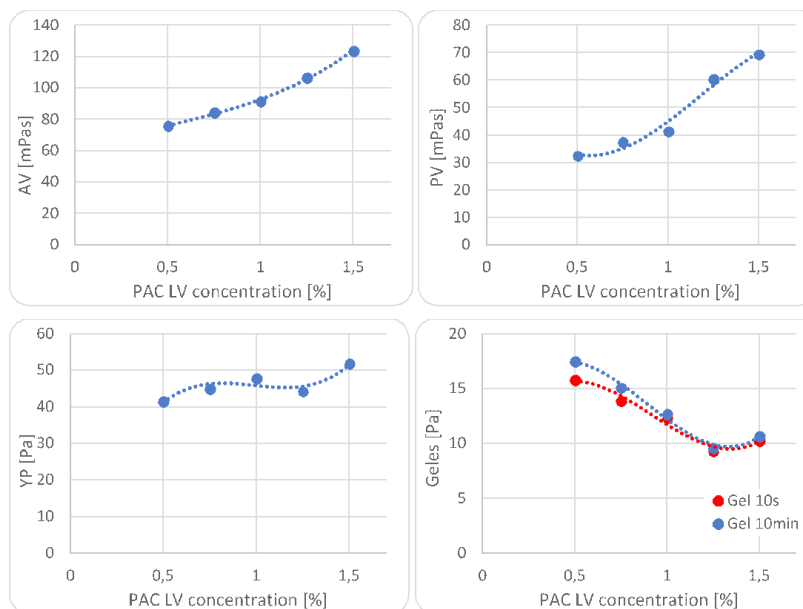 140
120
100
80
60
40
20
0
AV [mPas]
0 0,5 1 1,5
PAC LV concentration [%]
80
70
60
50
40
30
20
10
0
PV [mPas]
0 0,5 1 1,5
PAC LV concentration [%]
60
50
40
30
20
10
0
YP [Pa]
0 0,5 1 1,5
PAC LV concentration [%]
20
15
10
5
0
Geles [Pa]
Gel 10s
Gel 10min
0 0,5 1 1,5
PAC LV concentration [%]